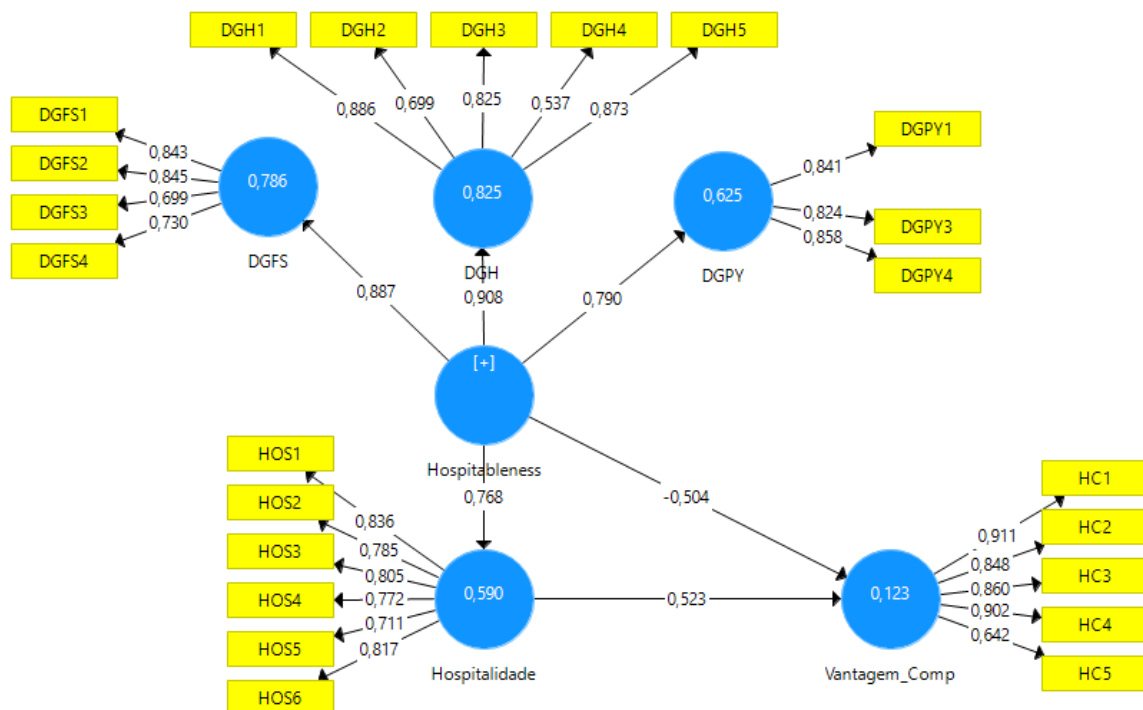 DGH1 DGH2 DGH3 DGH4 DGH5
0,886 0,699 0,825 0,537 0,873
DGFS1
DGFS2
DGFS3
DGFS4
0,843
0,845
0,699
0,730
0,786
DGFS
0,825
DGH
0,625
DGPY
DGPY1
DGPY3
DGPY4
0,841
0,824
0,858
0,887
0,908
0,790
[+]
Hospitableness
0,768
-0,504
HOS1
HOS2
HOS3
HOS4
HOS5
HOS6
0,836
0,785
0,805
0,772
0,711
0,817
0,590
Hospitalidade
0,523
0,123
Vantagem_Comp
0,911
0,848
0,860
0,902
0,642
HC1
HC2
HC3
HC4
HC5